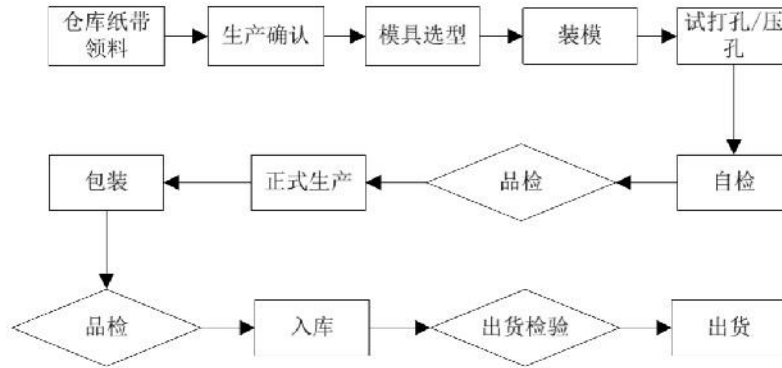 仓库纸带
领料
生产确认
模具选型
装模
试打孔/压
孔
包装
正式生产
品检
自检
品检
入库
出货检验
出货